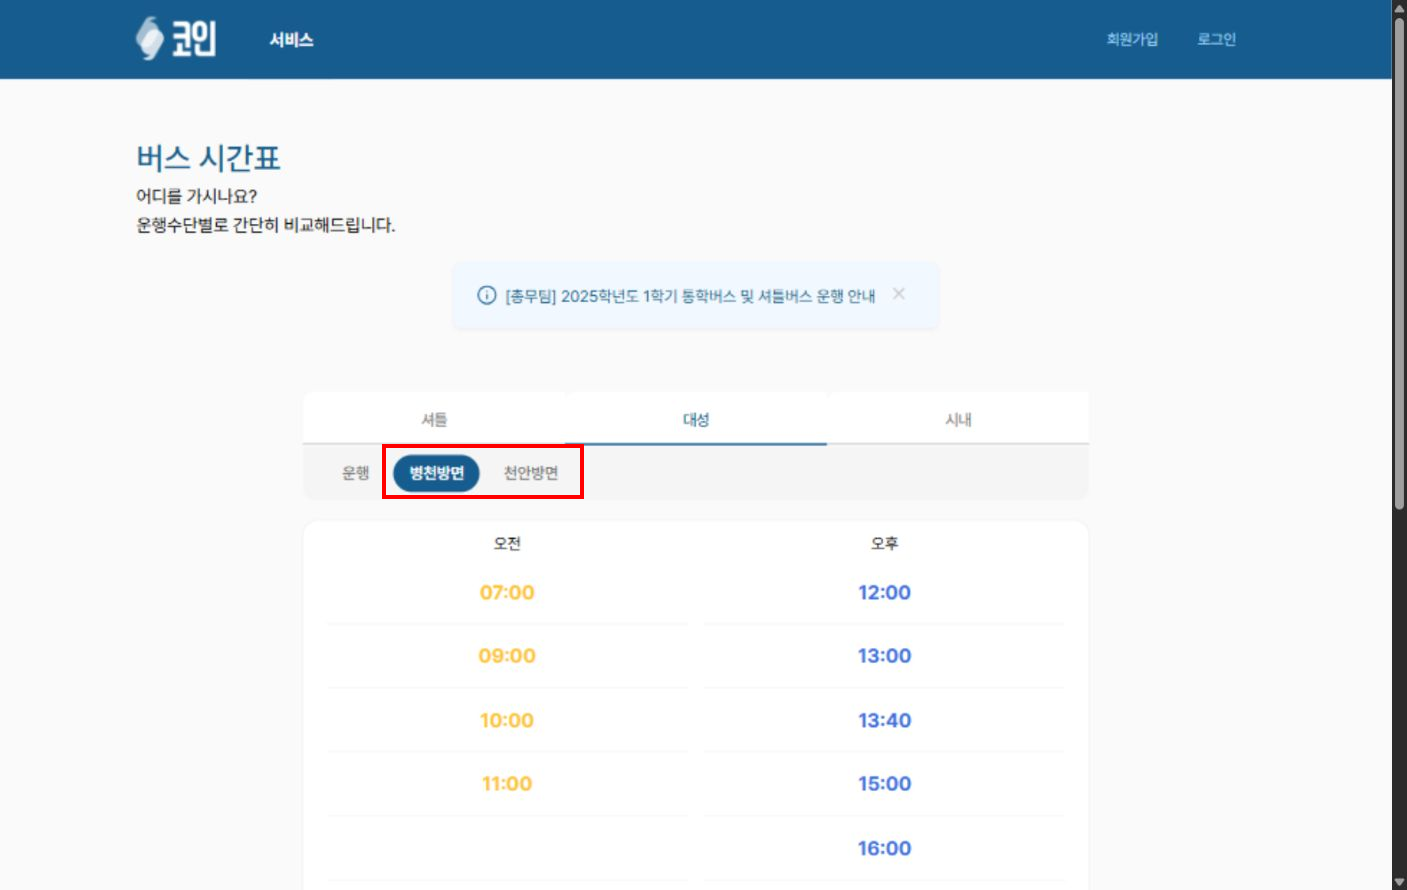 코인
서비스
회원가입
로그인
버스 시간표
어디를 가시나요?
운행수단별로 간단히 비교해드립니다.
[총무팀] 2025학년도 1학기 통학버스 및 셔틀버스 운행 안내
셔틀
대성
시내
운행
병천방면
천안방면
오전
오후
07:00
12:00
09:00
13:00
10:00
13:40
11:00
15:00
16:00